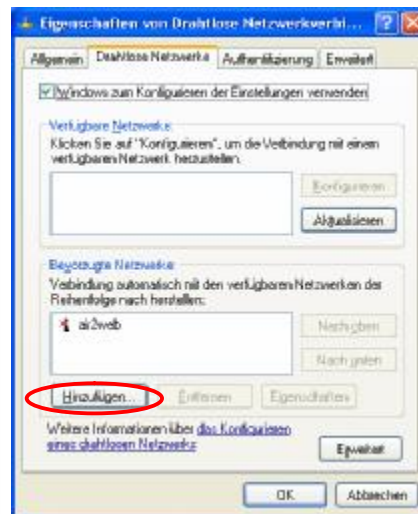 Eigenschaften von Drahtlose Netzwerkverbi...
Allgemein Drahtlose Netzwerke Authentifizierung Erweitert
Windows zum Konfigurieren der Einstellungen verwenden
Verfügbare Netzwerke:
Klicken Sie auf "Konfigurieren", um die Verbindung mit einem
verfügbaren Netzwerk herzustellen.
Konfigurieren
Aktualisieren
Bevorzugte Netzwerke:
Verbindung automatisch mit den verfügbaren Netzwerken der
Reihenfolge nach herstellen:
air2web
Nach oben
Nach unten
Hinzufügen... Entfernen Eigenschaften
Weitere Informationen über das Konfigurieren
eines drahtlosen Netzwerks
Erweitert
OK Abbrechen